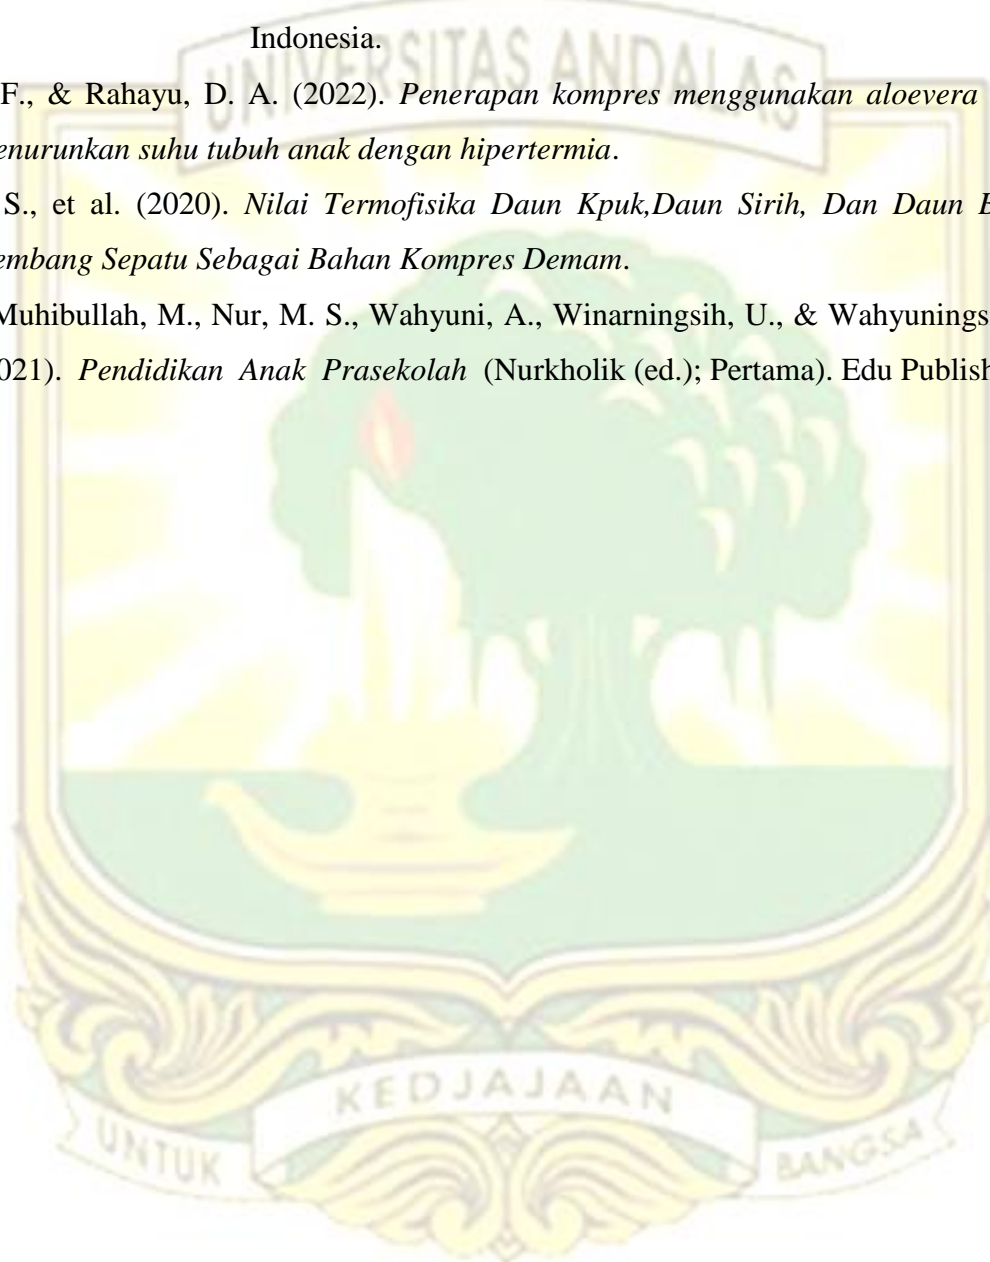 Indonesia.
UNIVERSITAS ANDALAS
F., & Rahayu, D. A. (2022). Penerapan kompres menggunakan aloevera
enurunkan suhu tubuh anak dengan hipertermia.
S., et al. (2020). Nilai Termofisika Daun Kpuk,Daun Sirih, Dan Daun
embang Sepatu Sebagai Bahan Kompres Demam.
Muhibullah, M., Nur, M. S., Wahyuni, A., Winarningsih, U., & Wahyunings
021). Pendidikan Anak Prasekolah (Nurkholik (ed.); Pertama). Edu Publish
UNTUK KEDJAJAAN BANGSA